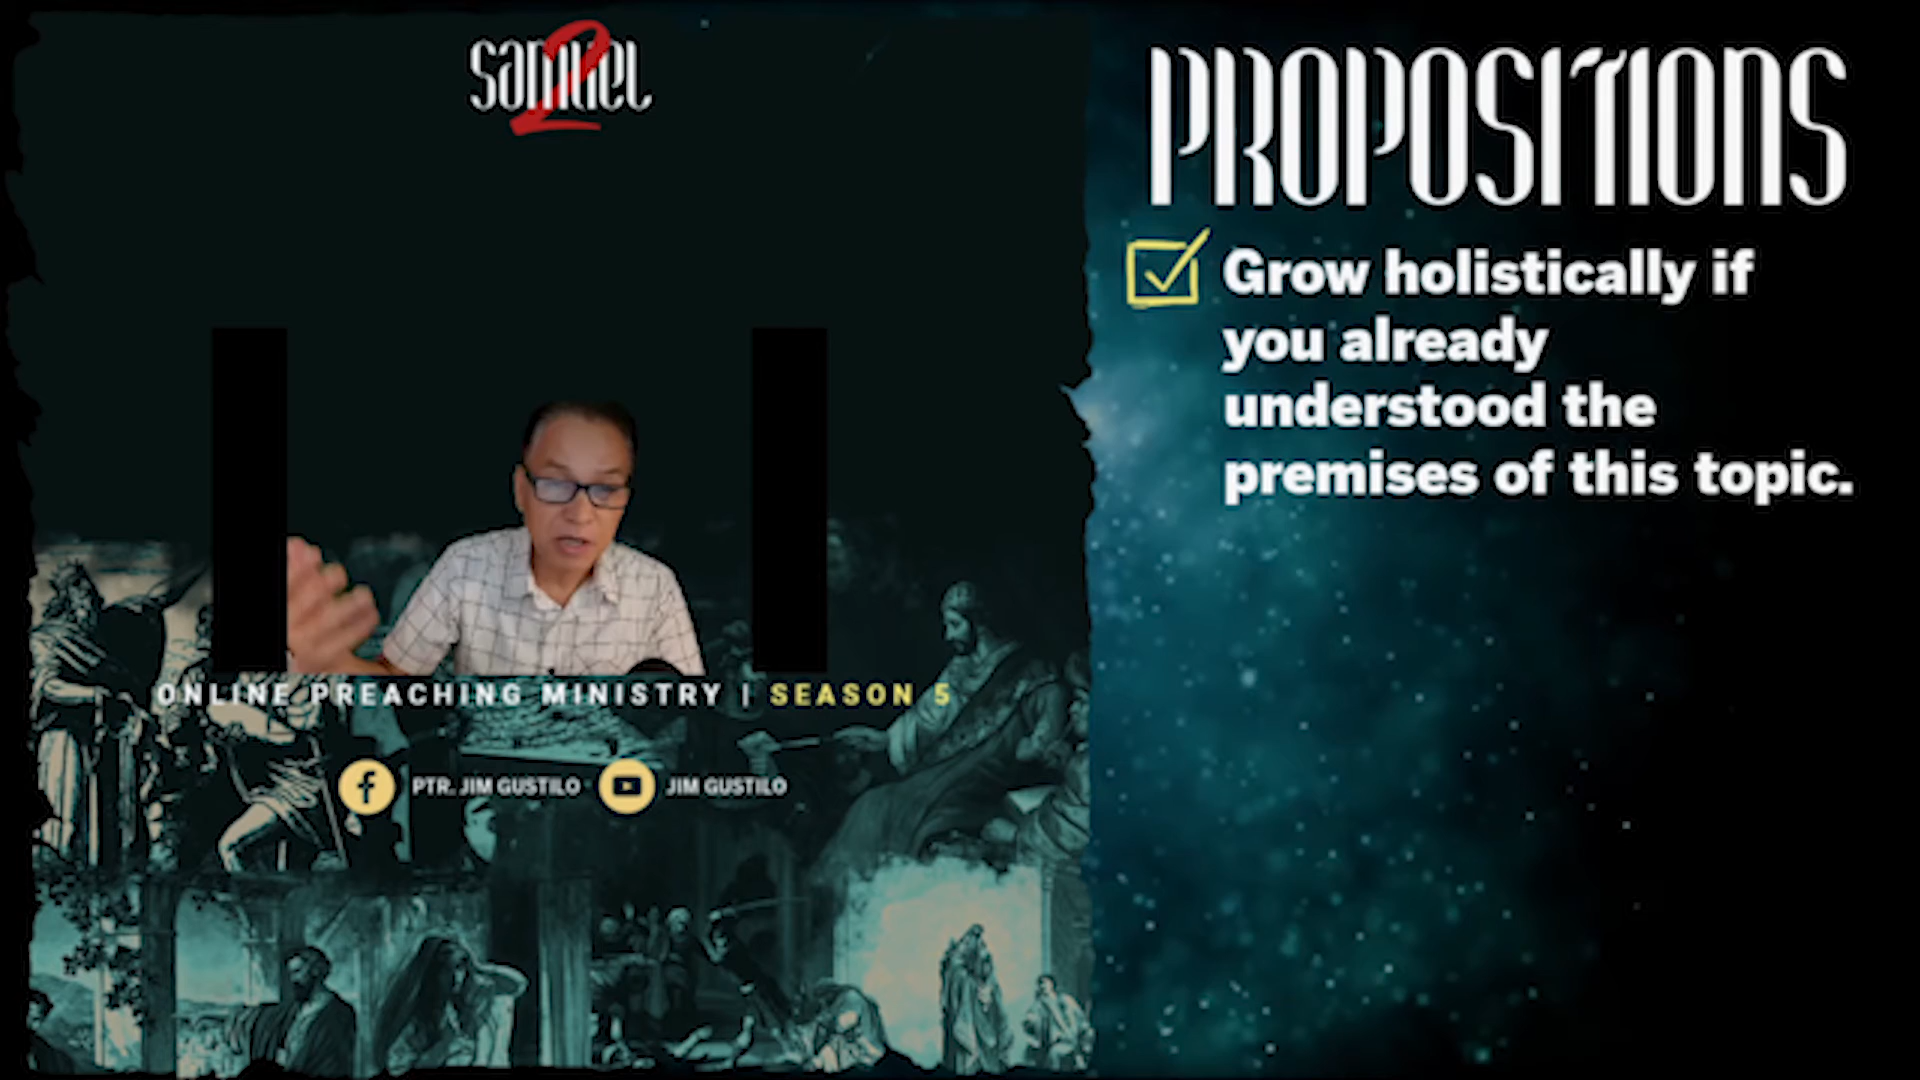 Samuel
2
PROPOSITIONS
Grow holistically if
you already
understood the
premises of this topic.
ONLINE PREACHING MINISTRY | SEASON 5
PTR. JIM GUSTILO
JIM GUSTILO